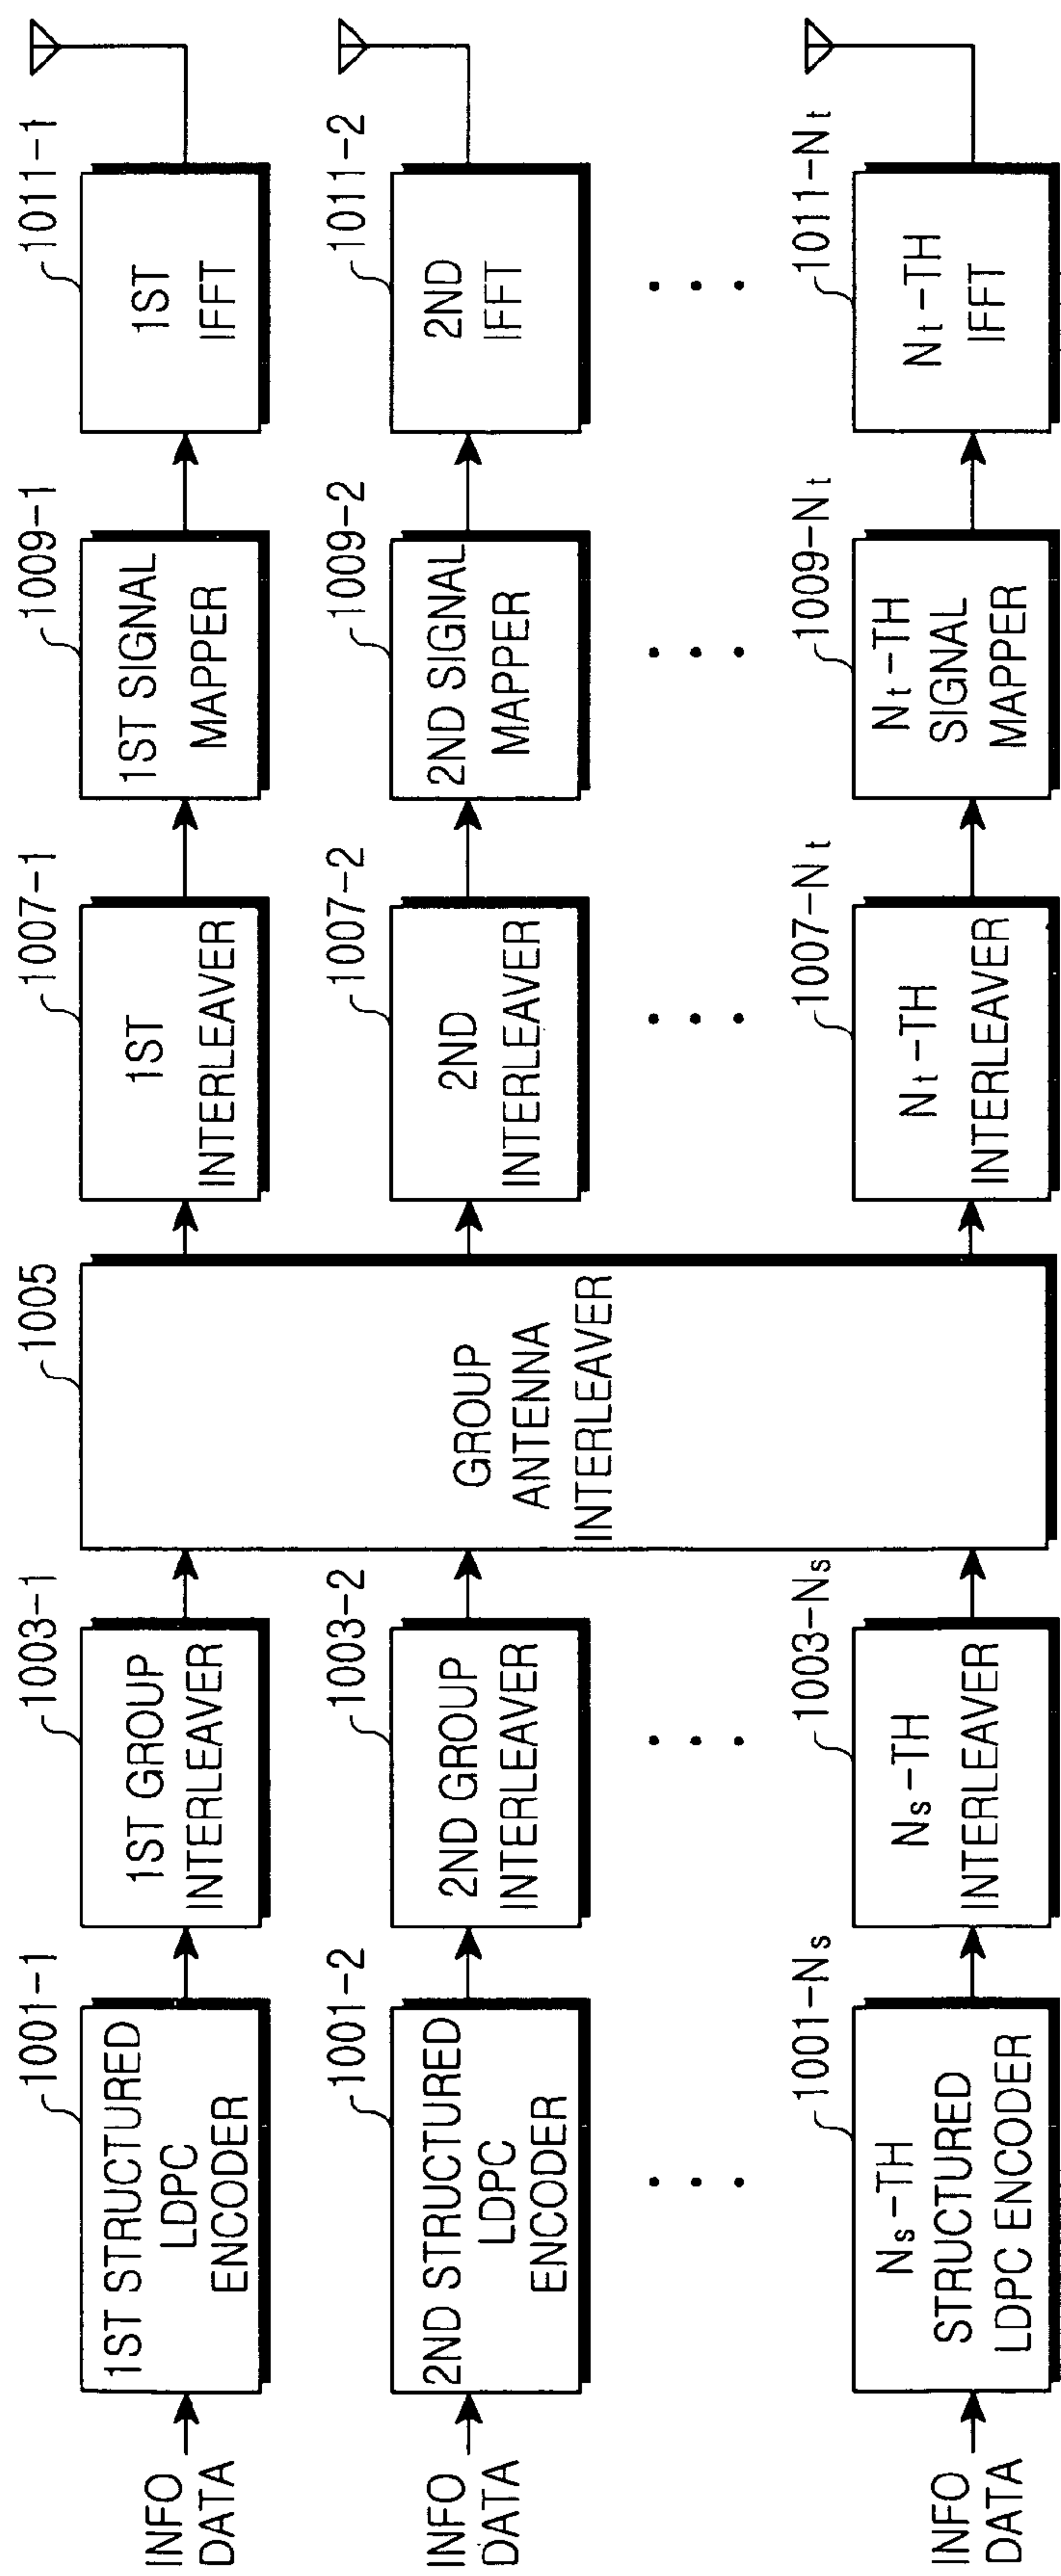 INFO
DATA
1001-1
1ST STRUCTURED
LDPC
ENCODER
1003-1
1ST GROUP
INTERLEAVER
1005
GROUP
ANTENNA
INTERLEAVER
1007-1
1ST
INTERLEAVER
1009-1
1ST SIGNAL
MAPPER
1011-1
1ST
IFFT
INFO
DATA
1001-2
2ND STRUCTURED
LDPC
ENCODER
1003-2
2ND GROUP
INTERLEAVER
1007-2
2ND
INTERLEAVER
1009-2
2ND SIGNAL
MAPPER
1011-2
2ND
IFFT
INFO
DATA
1001-Ns
Ns-TH
STRUCTURED
LDPC ENCODER
1003-Ns
Ns-TH
INTERLEAVER
1007-Nt
Nt-TH
INTERLEAVER
1009-Nt
Nt-TH
SIGNAL
MAPPER
1011-Nt
Nt-TH
IFFT